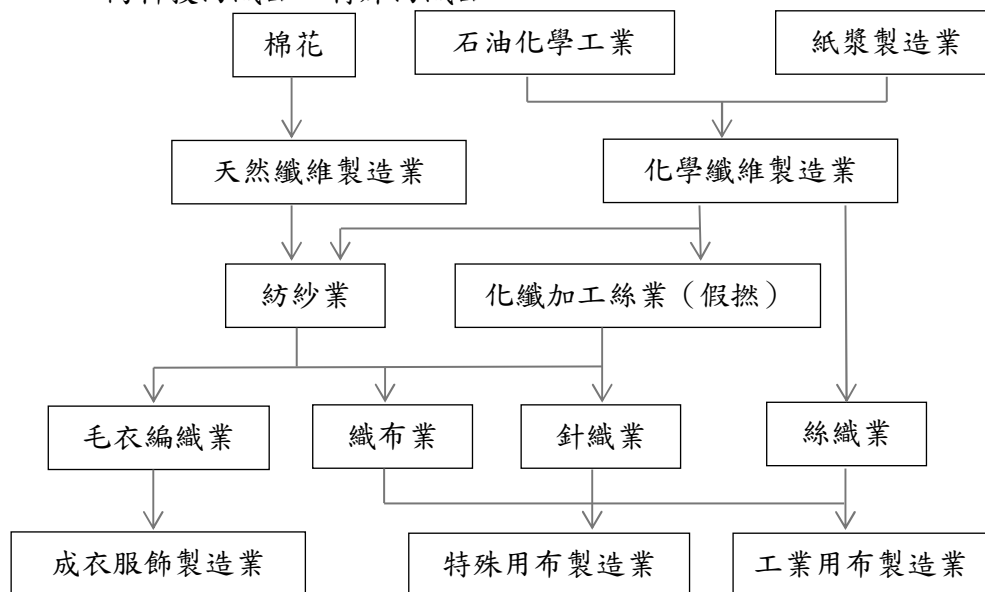 棉花
石油化學工業
紙漿製造業
天然纖維製造業
化學纖維製造業
紡紗業
化纖加工絲業（假撚）
毛衣編織業
織布業
針織業
絲織業
成衣服飾製造業
特殊用布製造業
工業用布製造業